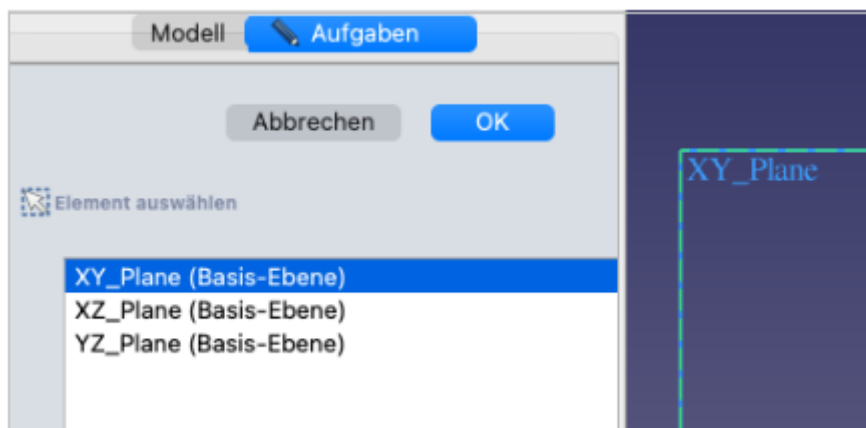 Modell Aufgaben
Abbrechen OK
XY_Plane
Element auswählen
XY_Plane (Basis-Ebene)
XZ_Plane (Basis-Ebene)
YZ_Plane (Basis-Ebene)